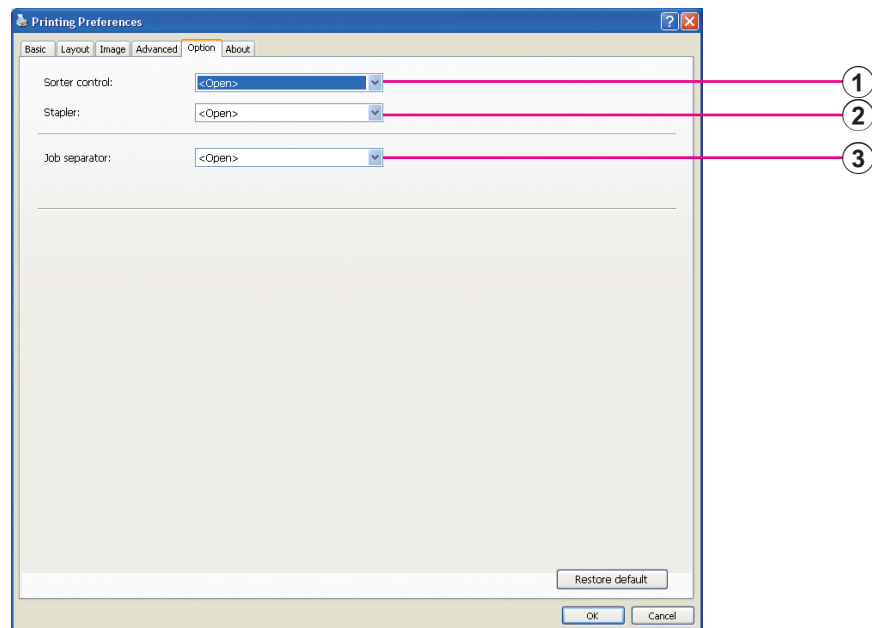 Printing Preferences
Basic Layout Image Advanced Option About
Sorter control: <Open> 1
Stapler: <Open> 2
Job separator: <Open> 3
Restore default
OK Cancel